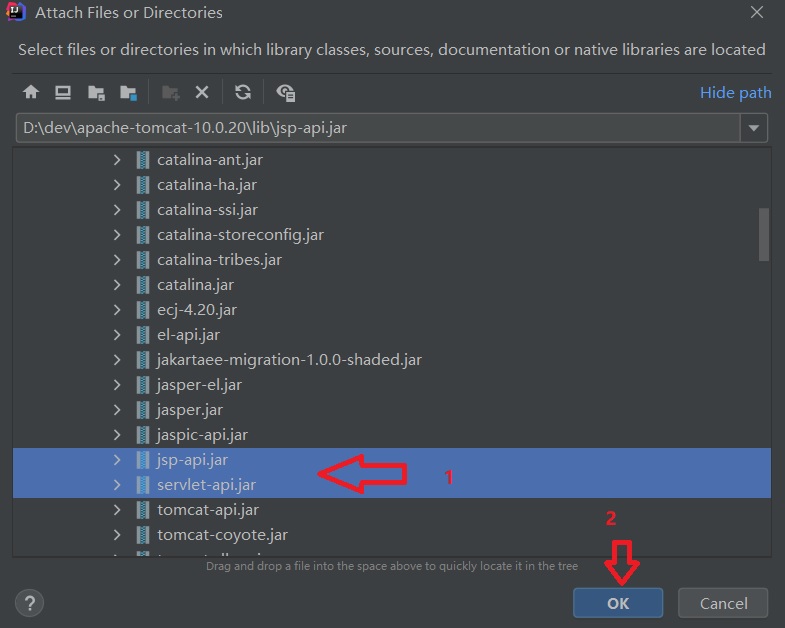 Attach Files or Directories
Select files or directories in which library classes, sources, documentation or native libraries are located
Hide path
D:\dev\apache-tomcat-10.0.20\lib\jsp-api.jar
catalina-ant.jar
catalina-ha.jar
catalina-ssi.jar
catalina-storeconfig.jar
catalina-tribes.jar
catalina.jar
ecj-4.20.jar
el-api.jar
jakartaee-migration-1.0.0-shaded.jar
jasper-el.jar
jasper.jar
jaspic-api.jar
jsp-api.jar
servlet-api.jar
1
tomcat-api.jar
2
tomcat-coyote.jar
Drag and drop a file into the space above to quickly locate it in the tree
?
OK
Cancel